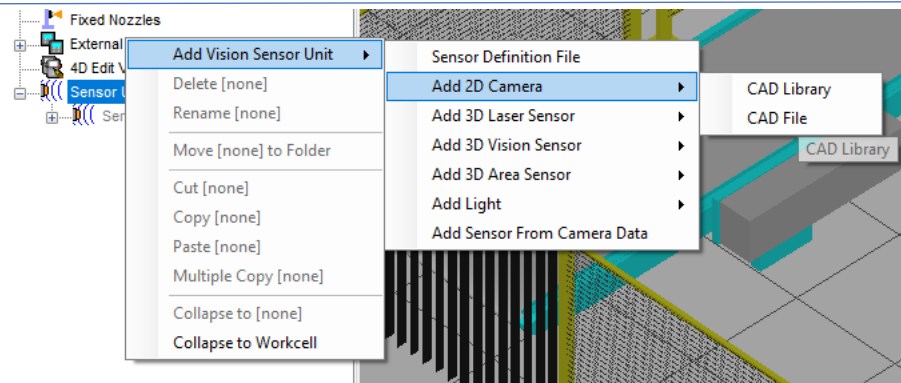 Fixed Nozzles
External
4D Edit V
Sensor U
Sen
Add Vision Sensor Unit
Delete [none]
Rename [none]
Move [none] to Folder
Cut [none]
Copy [none]
Paste [none]
Multiple Copy [none]
Collapse to [none]
Collapse to Workcell
Sensor Definition File
Add 2D Camera
Add 3D Laser Sensor
Add 3D Vision Sensor
Add 3D Area Sensor
Add Light
Add Sensor From Camera Data
CAD Library
CAD File
CAD Library